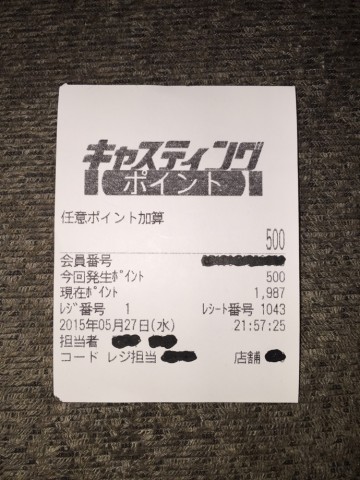 キャスティング
ポイント
任意ポイント加算
500
会員番号
今回発生ﾎﾟｲﾝﾄ 500
現在ﾎﾟｲﾝﾄ 1,987
ﾚｼﾞ番号 1 ﾚｼｰﾄ番号 1043
2015年05月27日(水) 21:57:25
担当者
コード レジ担当 店舗